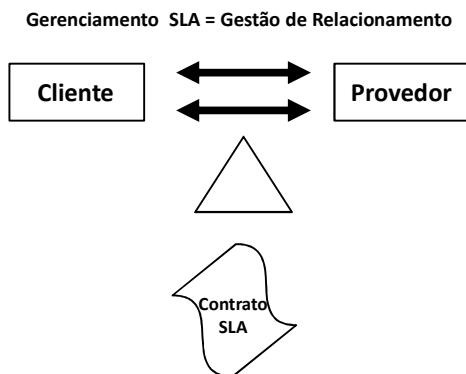 Gerenciamento SLA = Gestão de Relacionamento
Cliente
Provedor
Contrato
SLA